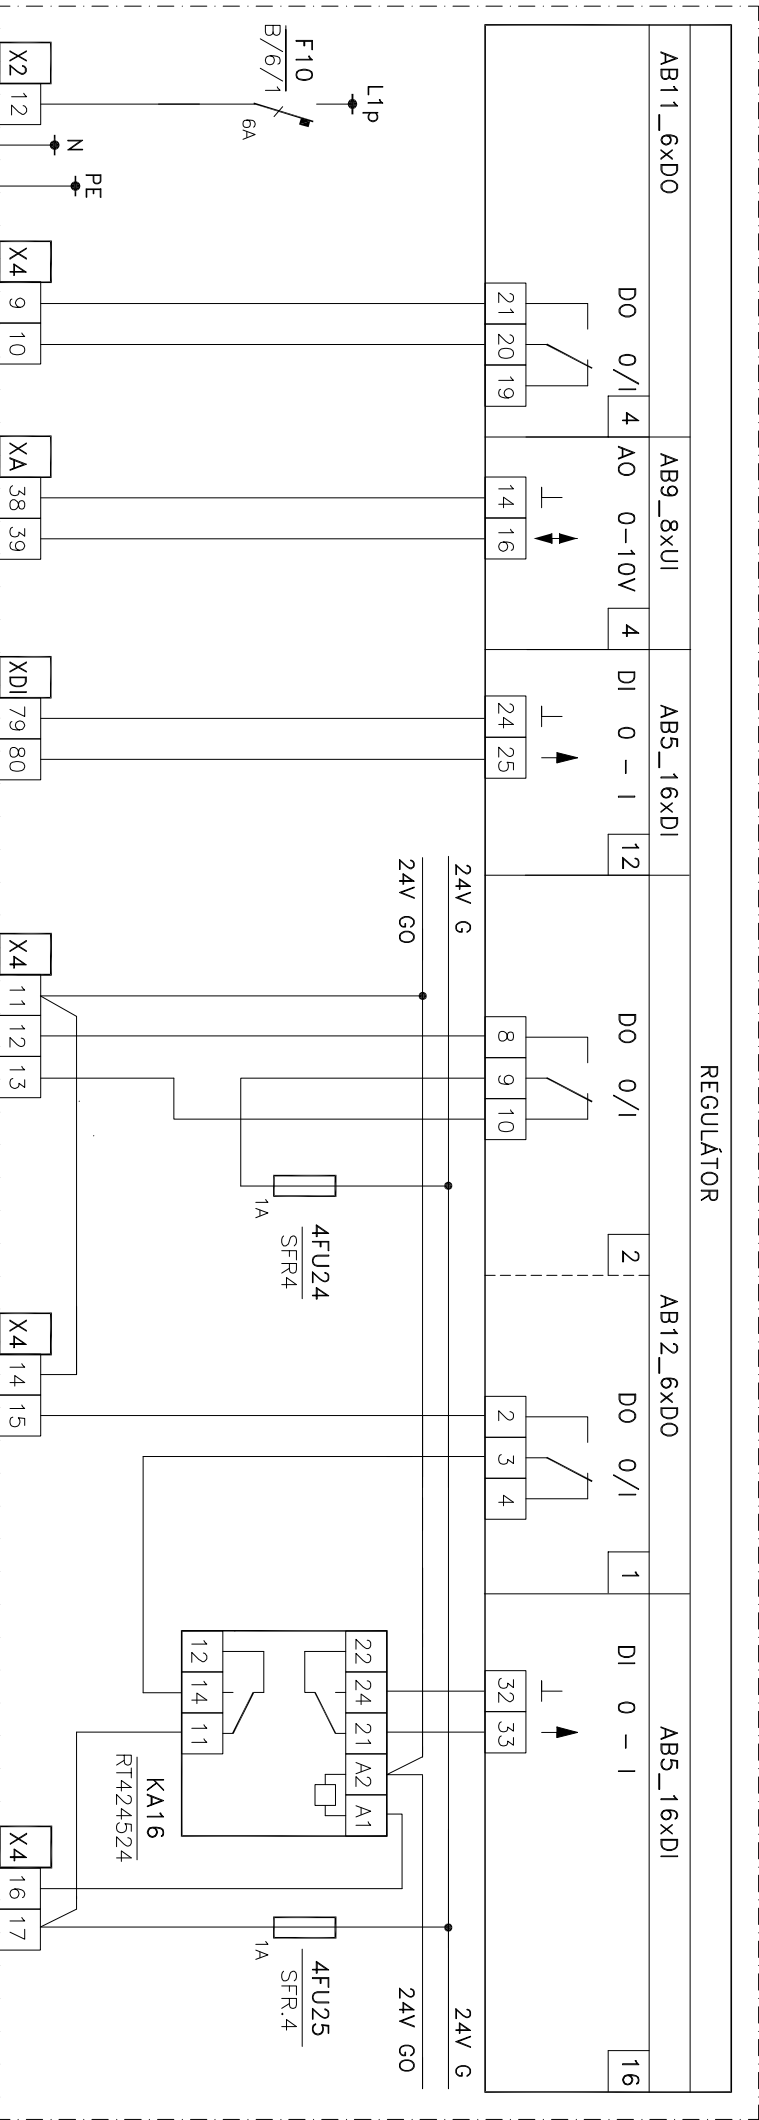 REGULÁTOR
AB11_6xDO
AB9_8xUI
AB5_16xDI
AB12_6xDO
AB5_16xDI
DO 0/I
4
AO 0-10V
4
DI 0 - I
12
DO 0/I
2
DO 0/I
1
DI 0 - I
16
21 20 19
14 16
24 25
8 9 10
2 3 4
32 33
24V G
24V G0
24V G
24V G0
L1p
F10
B/6/1
6A
N
PE
4FU24
SFR4
1A
22 24 21 A2 A1
12 14 11
KA16
RT424524
4FU25
SFR.4
1A
X2 12
X4 9 10
XA 38 39
XDI 79 80
X4 11 12 13
X4 14 15
X4 16 17